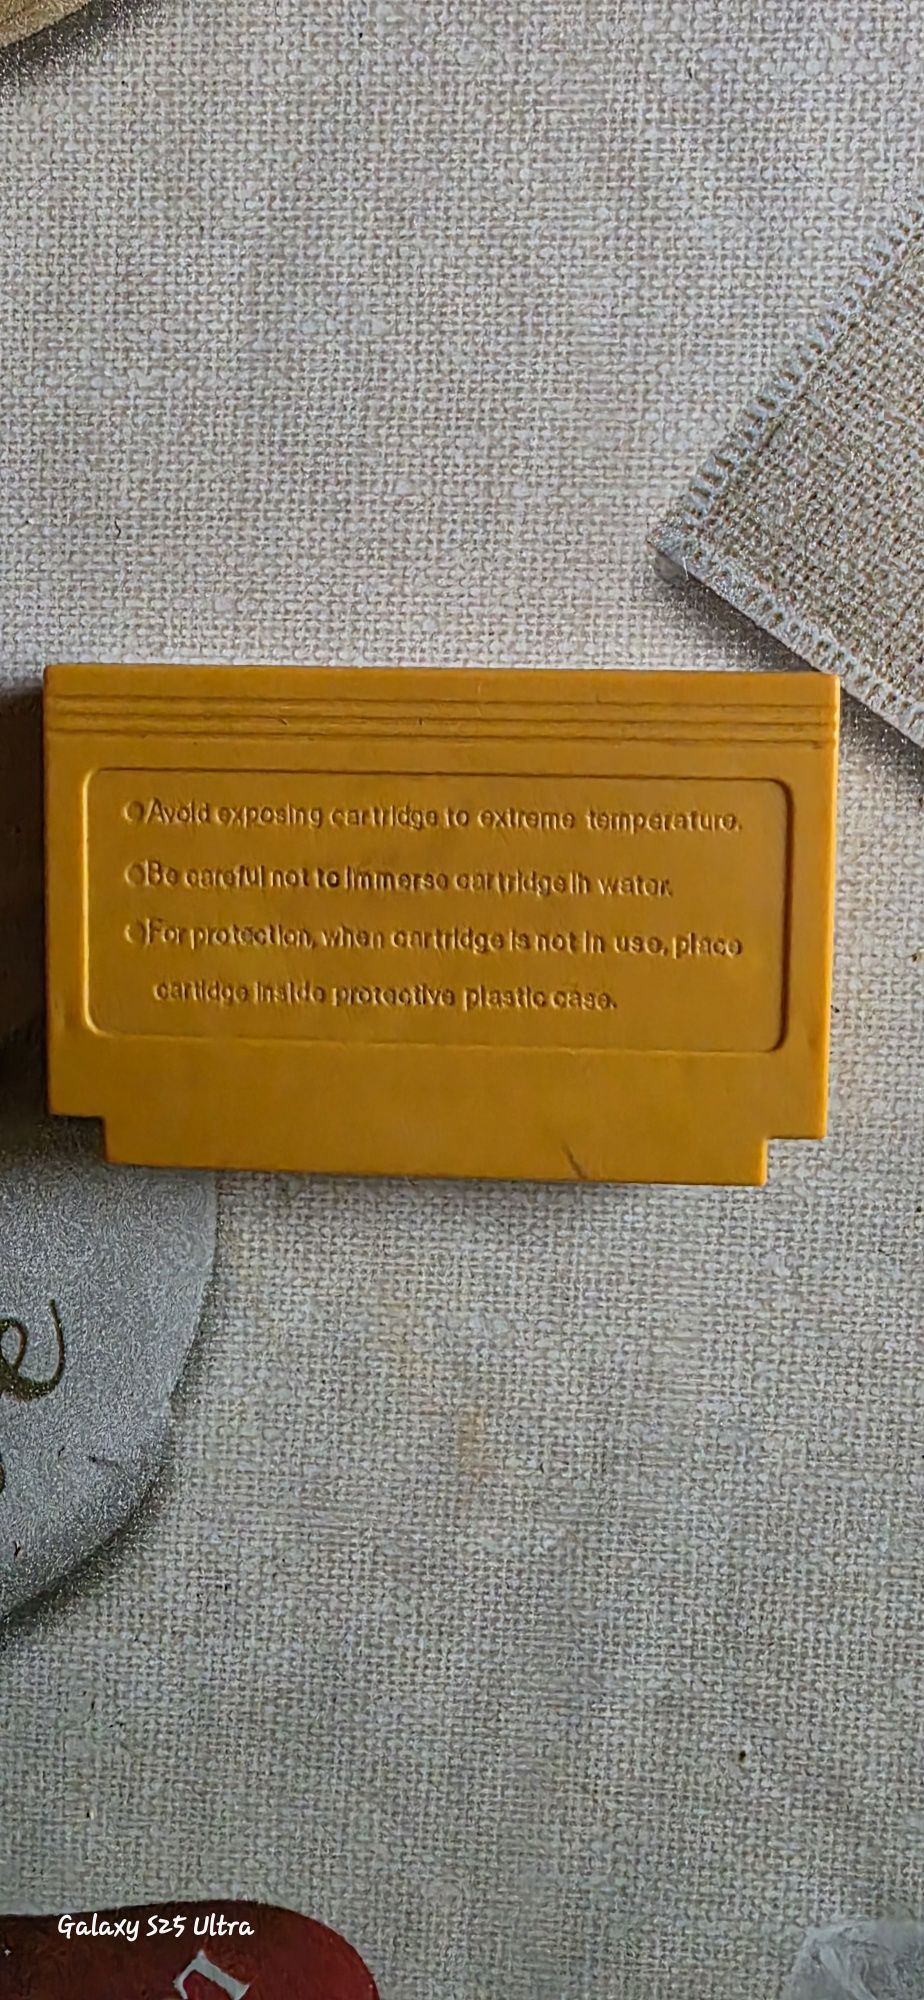 Avoid exposing cartridge to extreme temperature.
Be careful not to immerse cartridge in water.
For protection, when cartridge is not in use, place
cartidge inside protective plastic case.
e
Galaxy S25 Ultra